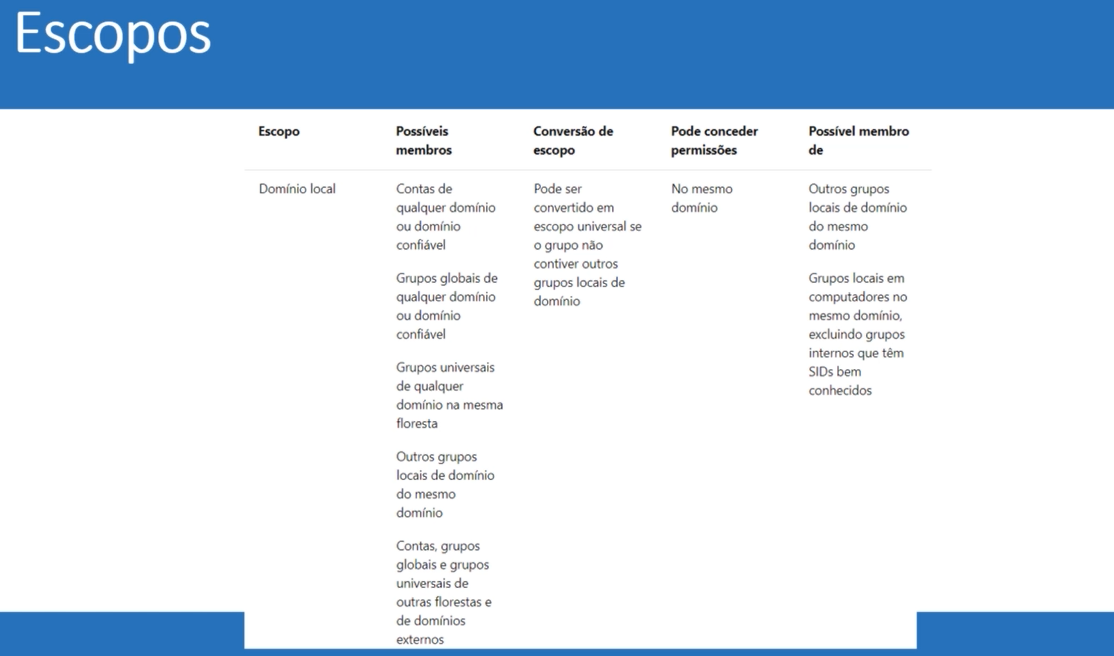 Escopos
Escopo
Possíveis
membros
Conversão de
escopo
Pode conceder
permissões
Possível membro
de
Domínio local
Contas de
qualquer domínio
ou domínio
confiável
Grupos globais de
qualquer domínio
ou domínio
confiável
Grupos universais
de qualquer
domínio na mesma
floresta
Outros grupos
locais de domínio
do mesmo
domínio
Contas, grupos
globais e grupos
universais de
outras florestas e
de domínios
externos
Pode ser
convertido em
escopo universal se
o grupo não
contiver outros
grupos locais de
domínio
No mesmo
domínio
Outros grupos
locais de domínio
do mesmo
domínio
Grupos locais em
computadores no
mesmo domínio,
excluindo grupos
internos que têm
SIDs bem
conhecidos